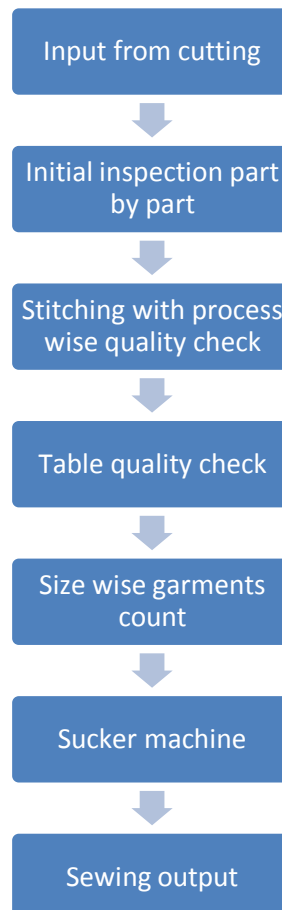 Input from cutting
Initial inspection part
by part
Stitching with process
wise quality check
Table quality check
Size wise garments
count
Sucker machine
Sewing output